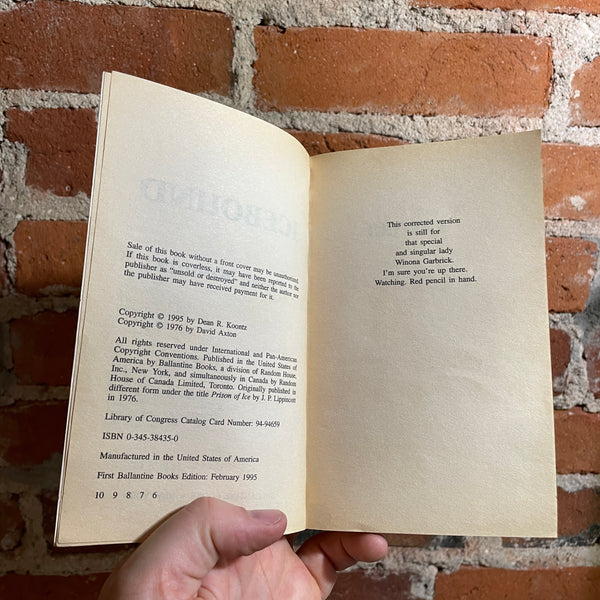 ICEBOUND
Sale of this book without a front cover may be unauthorized.
If this book is coverless, it may have been reported to the
publisher as "unsold or destroyed" and neither the author nor
the publisher may have received payment for it.
Copyright © 1995 by Dean R. Koontz
Copyright © 1976 by David Axton
All rights reserved under International and Pan-American
Copyright Conventions. Published in the United States of
America by Ballantine Books, a division of Random House,
Inc., New York, and simultaneously in Canada by Random
House of Canada Limited, Toronto. Originally published in
different form under the title Prison of Ice by J. P. Lippincott
in 1976.
Library of Congress Catalog Card Number: 94-94659
ISBN 0-345-38435-0
Manufactured in the United States of America
First Ballantine Books Edition: February 1995
10 9 8 7 6
This corrected version
is still for
that special
and singular lady
Winona Garbrick.
I'm sure you're up there.
Watching. Red pencil in hand.